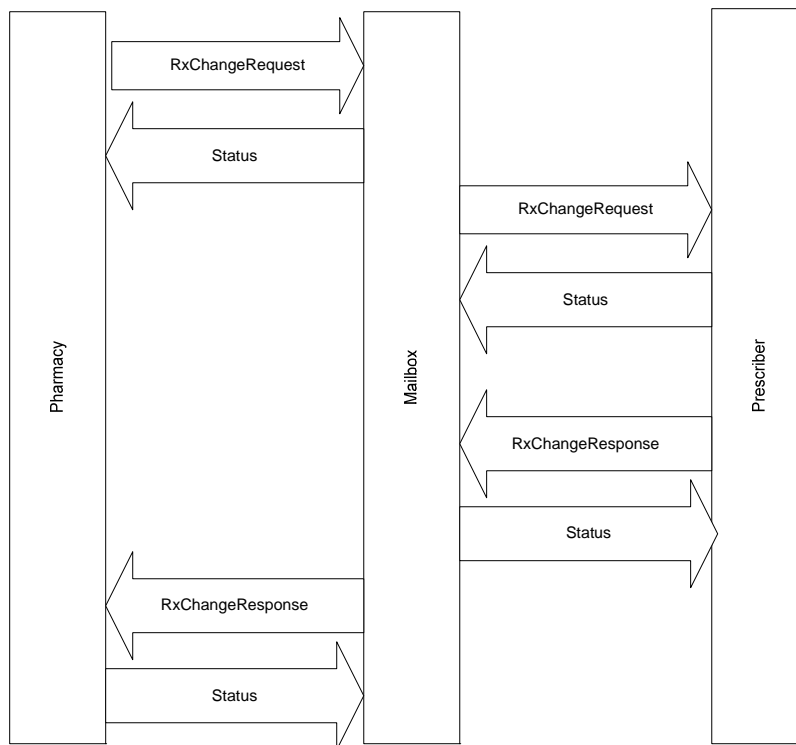 RxChangeRequest
Status
RxChangeRequest
Status
Pharmacy
Mailbox
Prescriber
RxChangeResponse
Status
RxChangeResponse
Status